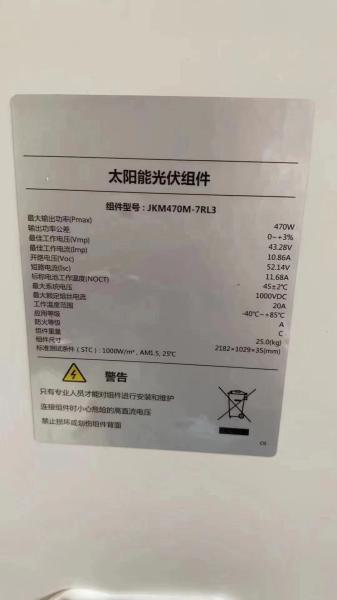 太阳能光伏组件
组件型号：JKM470M-7RL3
最大输出功率(Pmax) 470W
输出功率公差 0~+3%
最佳工作电压(Vmp) 43.28V
最佳工作电流(Imp) 10.86A
开路电压(Voc) 52.14V
短路电流(Isc) 11.68A
标称电池工作温度(NOCT) 45±2℃
最大系统电压 1000VDC
最大额定熔丝电流 20A
工作温度范围 -40℃~+85℃
应用等级 A
防火等级 C
组件重量 25.0(kg)
组件尺寸 2182×1029×35(mm)
标准测试条件（STC）：1000W/m², AM1.5, 25℃
警告
只有专业人员才能对组件进行安装和维护
连接组件时小心危险的高直流电压
禁止损坏或划伤组件背面